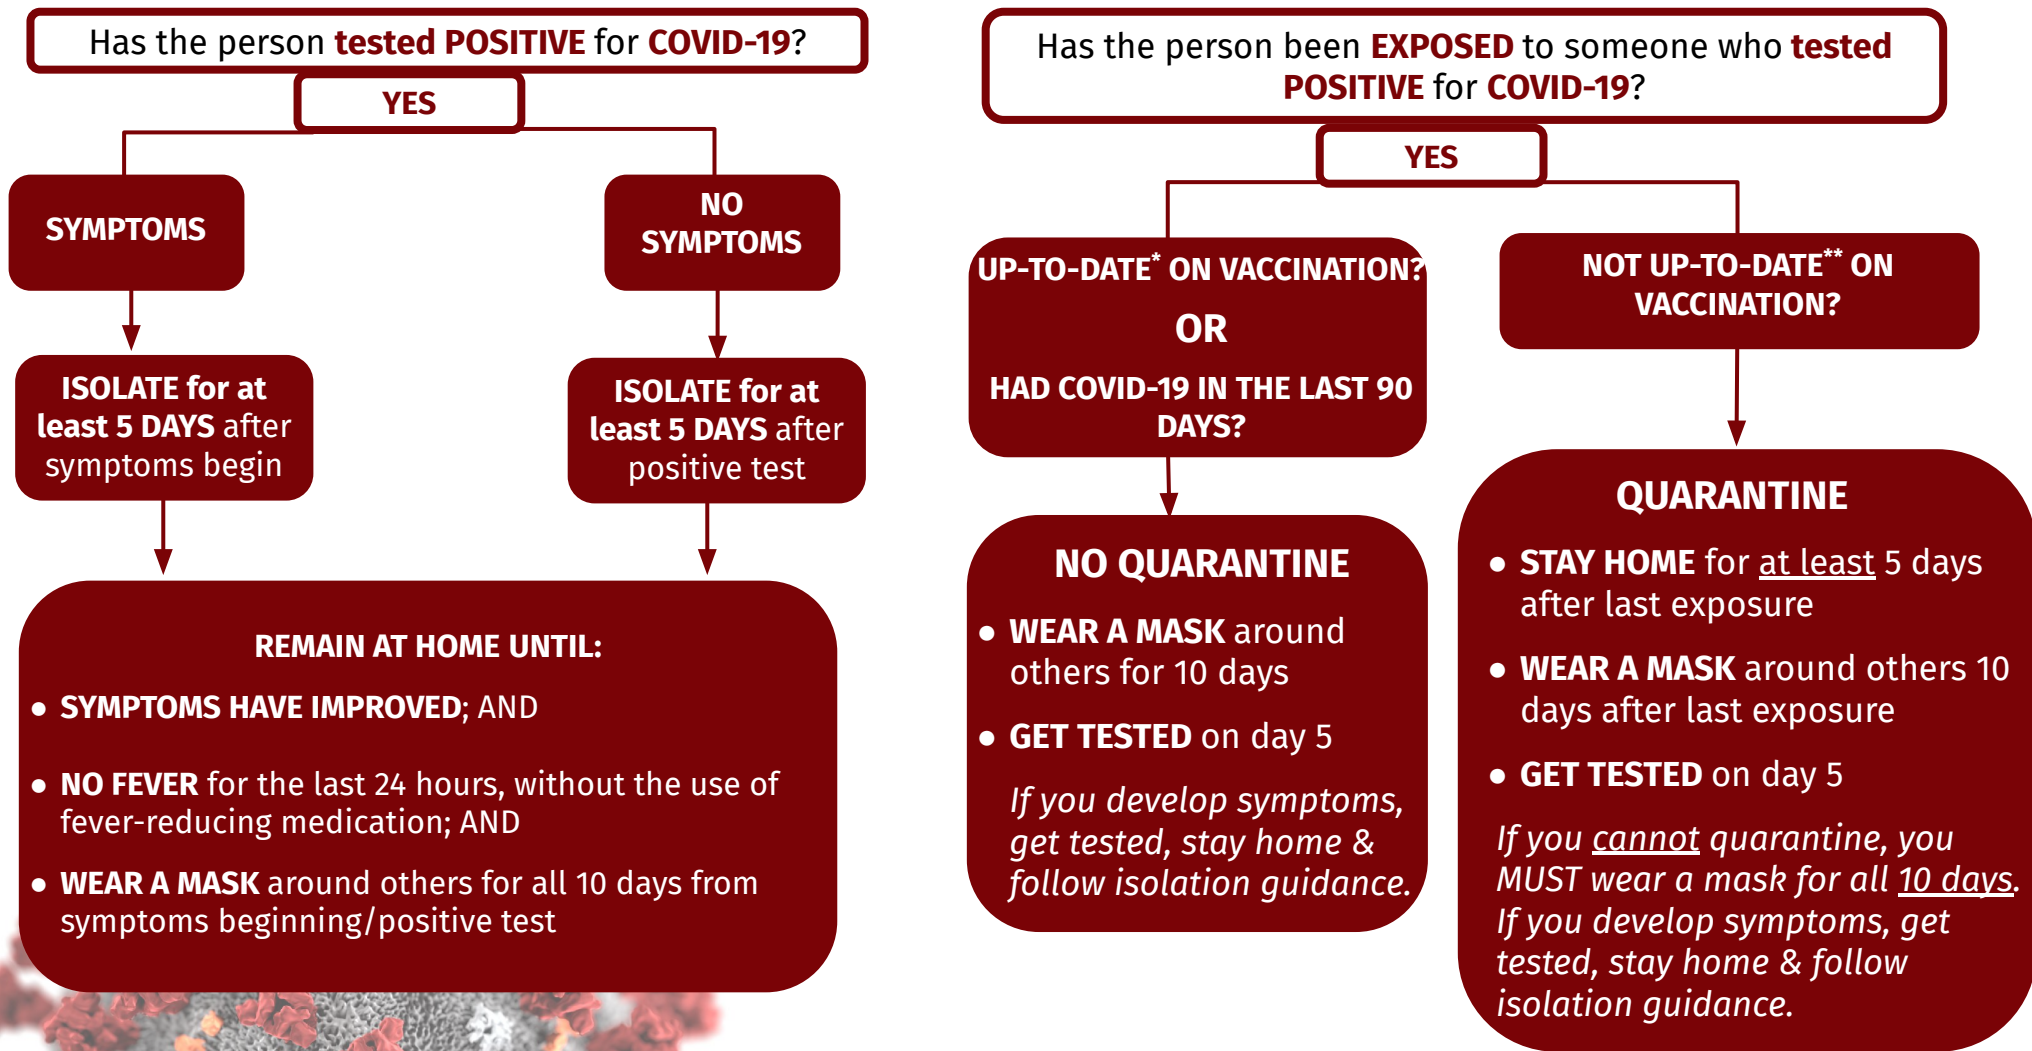 Has the person tested POSITIVE for COVID-19?
YES
SYMPTOMS
NO
SYMPTOMS
ISOLATE for at
least 5 DAYS after
symptoms begin
ISOLATE for at
least 5 DAYS after
positive test
REMAIN AT HOME UNTIL:
● SYMPTOMS HAVE IMPROVED; AND
● NO FEVER for the last 24 hours, without the use of
fever-reducing medication; AND
● WEAR A MASK around others for all 10 days from
symptoms beginning/positive test
Has the person been EXPOSED to someone who tested
POSITIVE for COVID-19?
YES
UP-TO-DATE* ON VACCINATION?
OR
HAD COVID-19 IN THE LAST 90
DAYS?
NOT UP-TO-DATE** ON
VACCINATION?
NO QUARANTINE
● WEAR A MASK around
others for 10 days
● GET TESTED on day 5
If you develop symptoms,
get tested, stay home &
follow isolation guidance.
QUARANTINE
● STAY HOME for at least 5 days
after last exposure
● WEAR A MASK around others 10
days after last exposure
● GET TESTED on day 5
If you cannot quarantine, you
MUST wear a mask for all 10 days.
If you develop symptoms, get
tested, stay home & follow
isolation guidance.